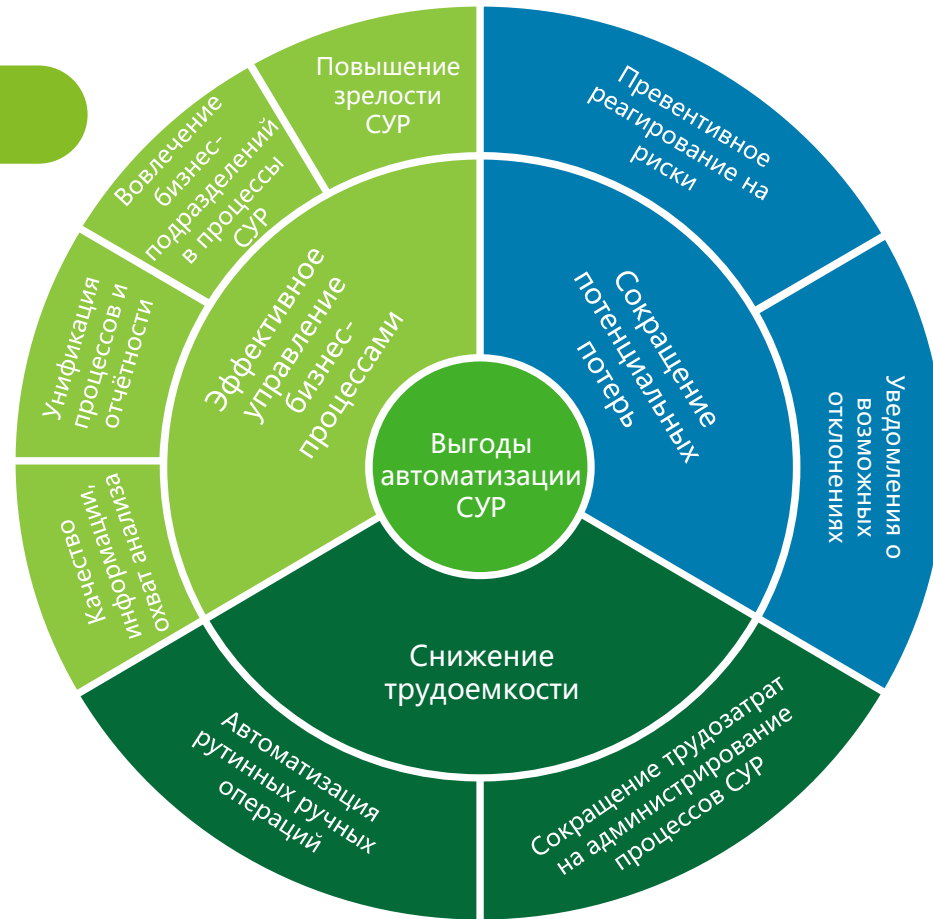 Повышение
зрелости
СУР
Превентивное
реагирование на
риски
Вовлечение
бизнес-
подразделений
в процессы
СУР
Эффективное
управление
бизнес-
процессами
Сокращение
потенциальных
потерь
Унификация
процессов и
отчётности
Уведомления о
возможных
отклонениях
Выгоды
автоматизации
СУР
Качество
информации,
охват анализа
Снижение
трудоемкости
Автоматизация
рутинных ручных
операций
Сокращение трудозатрат
на администрирование
процессов СУР